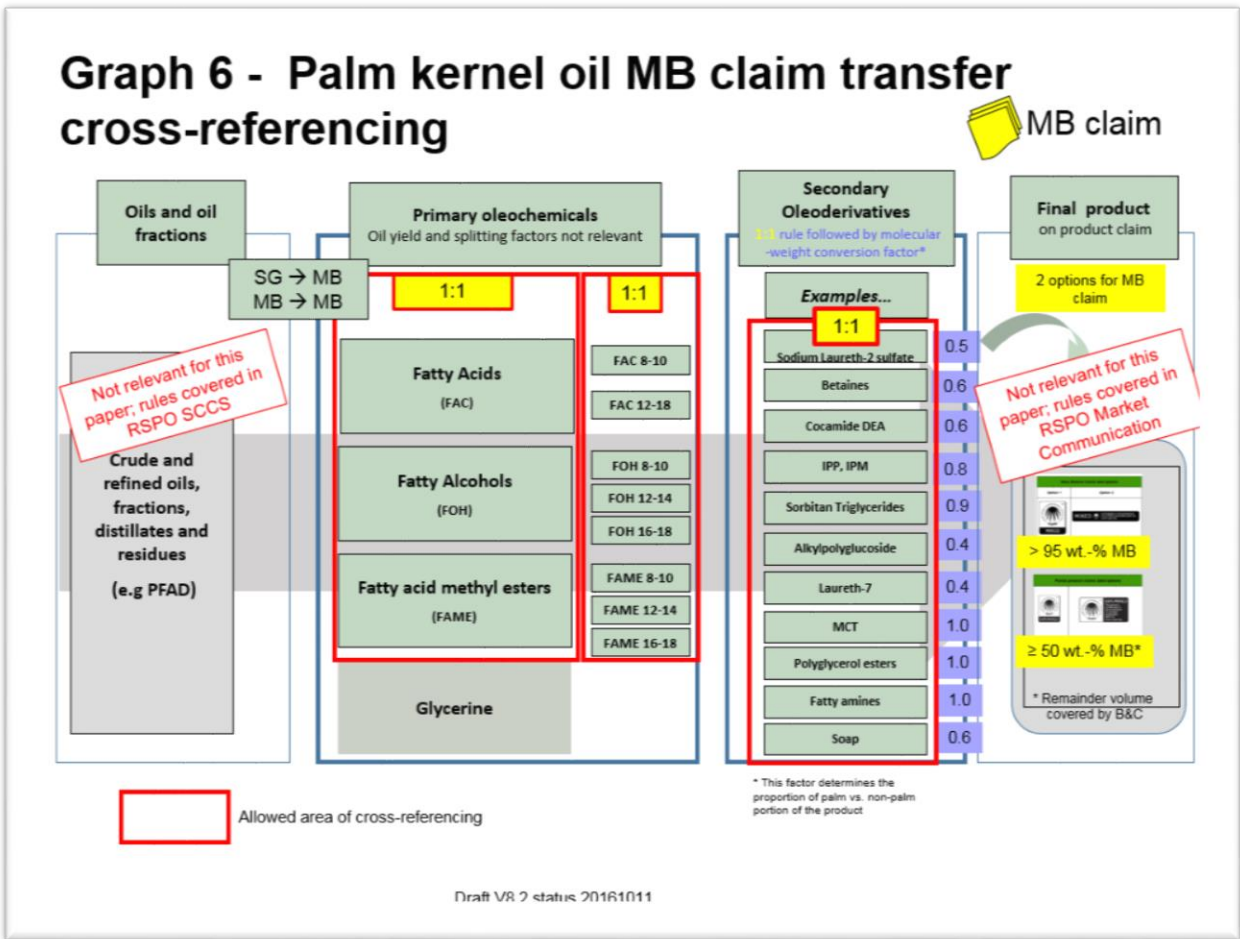 Graph 6 - Palm kernel oil MB claim transfer
cross-referencing
MB claim
Oils and oil
fractions
Primary oleochemicals
Oil yield and splitting factors not relevant
Secondary
Oleoderivatives
1:1 rule followed by molecular
-weight conversion factor*
Final product
on product claim
SG → MB
MB → MB
1:1
1:1
Examples...
1:1
2 options for MB
claim
Not relevant for this
paper; rules covered in
RSPO SCCS
Crude and
refined oils,
fractions,
distillates and
residues
(e.g PFAD)
Fatty Acids
(FAC)
Fatty Alcohols
(FOH)
Fatty acid methyl esters
(FAME)
Glycerine
FAC 8-10
FAC 12-18
FOH 8-10
FOH 12-14
FOH 16-18
FAME 8-10
FAME 12-14
FAME 16-18
Sodium Laureth-2 sulfate 0.5
Betaines 0.6
Cocamide DEA 0.6
IPP, IPM 0.8
Sorbitan Triglycerides 0.9
Alkylpolyglucoside 0.4
Laureth-7 0.4
MCT 1.0
Polyglycerol esters 1.0
Fatty amines 1.0
Soap 0.6
Not relevant for this
paper; rules covered in
RSPO Market
Communication
> 95 wt.-% MB
≥ 50 wt.-% MB*
* Remainder volume
covered by B&C
* This factor determines the
proportion of palm vs. non-palm
portion of the product
Allowed area of cross-referencing
Draft V8.2 status 20161011